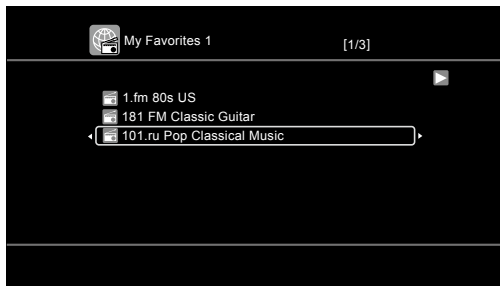 My Favorites 1
[1/3]
1.fm 80s US
181 FM Classic Guitar
101.ru Pop Classical Music